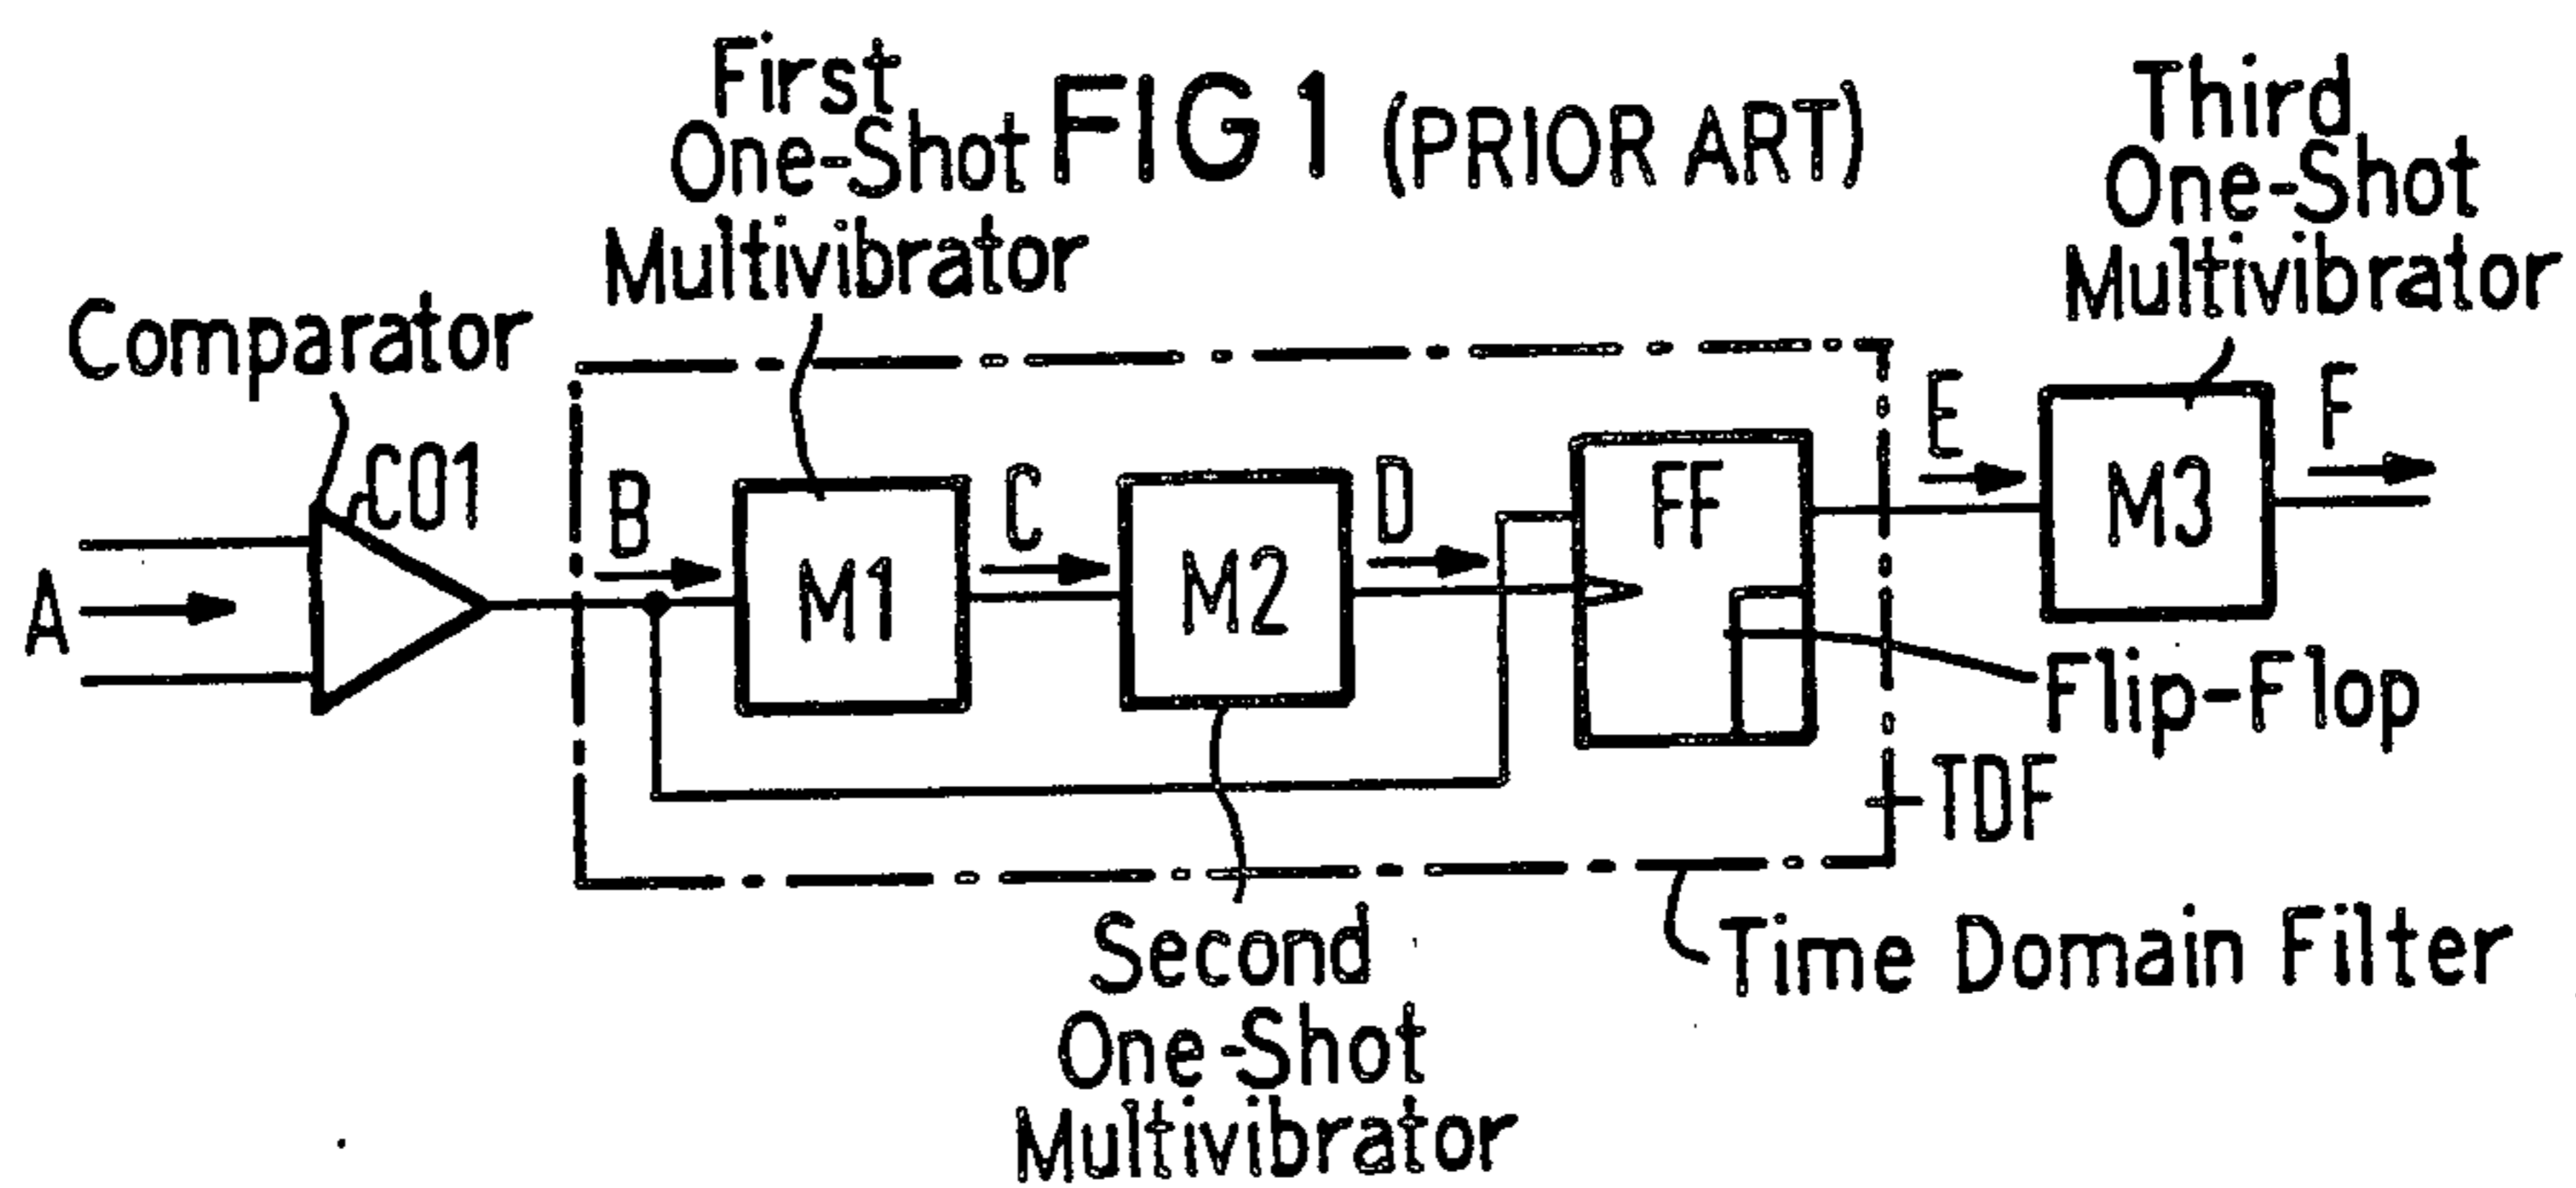 FIG 1 (PRIOR ART)
First
One-Shot
Multivibrator
Third
One-Shot
Multivibrator
Comparator
CO1
A
B
M1
C
M2
D
FF
E
M3
F
Flip-Flop
TDF
Time Domain Filter
Second
One-Shot
Multivibrator